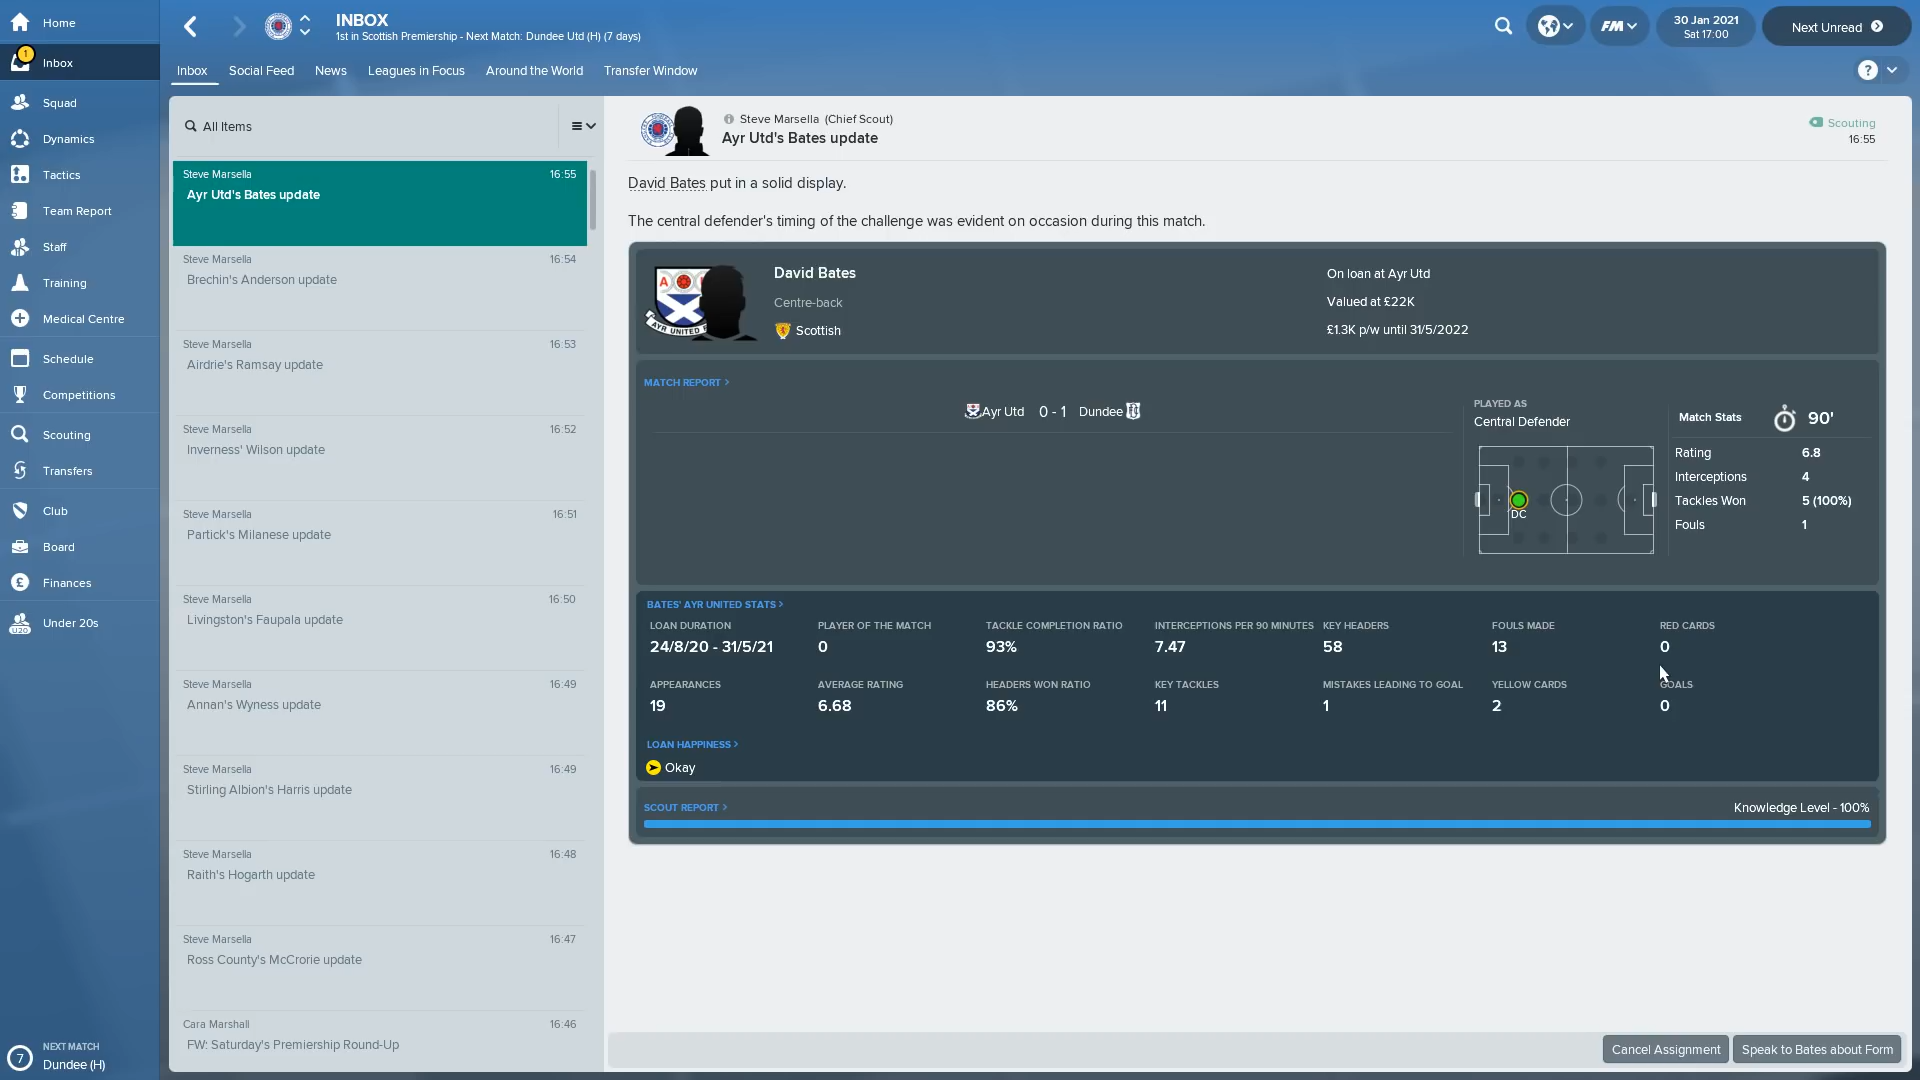 Home
1
Inbox
Squad
Dynamics
Tactics
Team Report
Staff
Training
Medical Centre
Schedule
Competitions
Scouting
Transfers
Club
Board
Finances
U20
Under 20s
7
NEXT MATCH
Dundee (H)
INBOX
1st in Scottish Premiership - Next Match: Dundee Utd (H) (7 days)
FM
30 Jan 2021
Sat 17:00
Next Unread
Inbox
Social Feed
News
Leagues in Focus
Around the World
Transfer Window
?
All Items
Steve Marsella 16:55
Ayr Utd's Bates update
Steve Marsella 16:54
Brechin's Anderson update
Steve Marsella 16:53
Airdrie's Ramsay update
Steve Marsella 16:52
Inverness' Wilson update
Steve Marsella 16:51
Partick's Milanese update
Steve Marsella 16:50
Livingston's Faupala update
Steve Marsella 16:49
Annan's Wyness update
Steve Marsella 16:49
Stirling Albion's Harris update
Steve Marsella 16:48
Raith's Hogarth update
Steve Marsella 16:47
Ross County's McCrorie update
Cara Marshall 16:46
FW: Saturday's Premiership Round-Up
Steve Marsella (Chief Scout)
Ayr Utd's Bates update
Scouting
16:55
David Bates put in a solid display.
The central defender's timing of the challenge was evident on occasion during this match.
David Bates
Centre-back
Scottish
On loan at Ayr Utd
Valued at £22K
£1.3K p/w until 31/5/2022
MATCH REPORT >
Ayr Utd 0 - 1 Dundee
PLAYED AS
Central Defender
DC
Match Stats 90'
Rating 6.8
Interceptions 4
Tackles Won 5 (100%)
Fouls 1
BATES' AYR UNITED STATS >
LOAN DURATION PLAYER OF THE MATCH TACKLE COMPLETION RATIO INTERCEPTIONS PER 90 MINUTES KEY HEADERS FOULS MADE RED CARDS
24/8/20 - 31/5/21 0 93% 7.47 58 13 0
APPEARANCES AVERAGE RATING HEADERS WON RATIO KEY TACKLES MISTAKES LEADING TO GOAL YELLOW CARDS GOALS
19 6.68 86% 11 1 2 0
LOAN HAPPINESS >
Okay
SCOUT REPORT > Knowledge Level - 100%
Cancel Assignment
Speak to Bates about Form